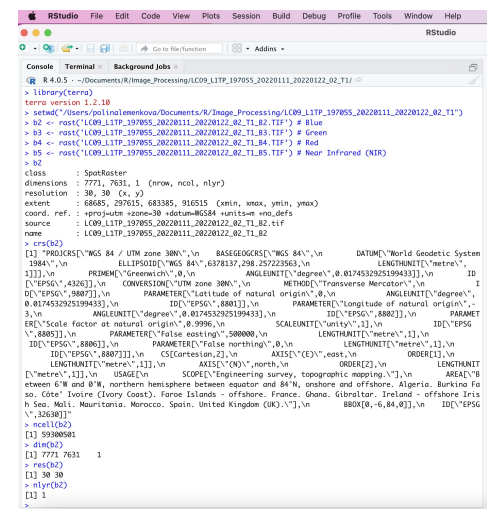 RStudio File Edit Code View Plots Session Build Debug Profile Tools Window Help
RStudio
Go to file/function Addins
Console Terminal × Background Jobs ×
R 4.0.5 · ~/Documents/R/Image_Processing/LC09_L1TP_197055_20220111_20220122_02_T1/
> library(terra)
terra version 1.2.10
> setwd("/Users/polinalemenkova/Documents/R/Image_Processing/LC09_L1TP_197055_20220111_20220122_02_T1")
> b2 <- rast('LC09_L1TP_197055_20220111_20220122_02_T1_B2.TIF') # Blue
> b3 <- rast('LC09_L1TP_197055_20220111_20220122_02_T1_B3.TIF') # Green
> b4 <- rast('LC09_L1TP_197055_20220111_20220122_02_T1_B4.TIF') # Red
> b5 <- rast('LC09_L1TP_197055_20220111_20220122_02_T1_B5.TIF') # Near Infrared (NIR)
> b2
class : SpatRaster
dimensions : 7771, 7631, 1 (nrow, ncol, nlyr)
resolution : 30, 30 (x, y)
extent : 68685, 297615, 683385, 916515 (xmin, xmax, ymin, ymax)
coord. ref. : +proj=utm +zone=30 +datum=WGS84 +units=m +no_defs
source : LC09_L1TP_197055_20220111_20220122_02_T1_B2.tif
name : LC09_L1TP_197055_20220111_20220122_02_T1_B2
> crs(b2)
[1] "PROJCRS[\"WGS 84 / UTM zone 30N\",\n BASEGEOGCRS[\"WGS 84\",\n DATUM[\"World Geodetic System
1984\",\n ELLIPSOID[\"WGS 84\",6378137,298.257223563,\n LENGTHUNIT[\"metre\",
1]]],\n PRIMEM[\"Greenwich\",0,\n ANGLEUNIT[\"degree\",0.0174532925199433]],\n ID
[\"EPSG\",4326]],\n CONVERSION[\"UTM zone 30N\",\n METHOD[\"Transverse Mercator\",\n I
D[\"EPSG\",9807]],\n PARAMETER[\"Latitude of natural origin\",0,\n ANGLEUNIT[\"degree\",
0.0174532925199433],\n ID[\"EPSG\",8801]],\n PARAMETER[\"Longitude of natural origin\",-
3,\n ANGLEUNIT[\"degree\",0.0174532925199433],\n ID[\"EPSG\",8802]],\n PARAMET
ER[\"Scale factor at natural origin\",0.9996,\n SCALEUNIT[\"unity\",1],\n ID[\"EPSG
\",8805]],\n PARAMETER[\"False easting\",500000,\n LENGTHUNIT[\"metre\",1],\n
ID[\"EPSG\",8806]],\n PARAMETER[\"False northing\",0,\n LENGTHUNIT[\"metre\",1],\n
ID[\"EPSG\",8807]]],\n CS[Cartesian,2],\n AXIS[\"(E)\",east,\n ORDER[1],\n
LENGTHUNIT[\"metre\",1]],\n AXIS[\"(N)\",north,\n ORDER[2],\n LENGTHUNIT
[\"metre\",1]],\n USAGE[\n SCOPE[\"Engineering survey, topographic mapping.\"],\n AREA[\"B
etween 6°W and 0°W, northern hemisphere between equator and 84°N, onshore and offshore. Algeria. Burkina Fa
so. Côte' Ivoire (Ivory Coast). Faroe Islands - offshore. France. Ghana. Gibraltar. Ireland - offshore Iris
h Sea. Mali. Mauritania. Morocco. Spain. United Kingdom (UK).\"],\n BBOX[0,-6,84,0]],\n ID[\"EPSG
\",32630]]"
> ncell(b2)
[1] 59300501
> dim(b2)
[1] 7771 7631 1
> res(b2)
[1] 30 30
> nlyr(b2)
[1] 1
>